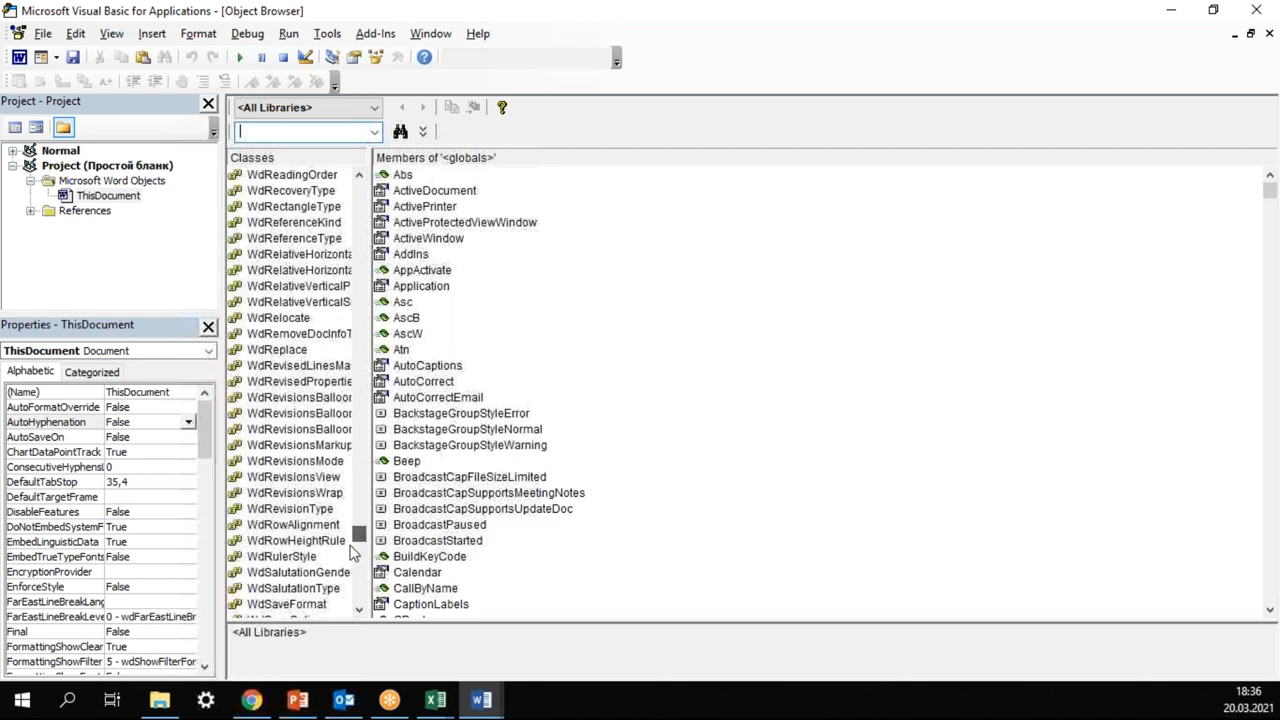 Microsoft Visual Basic for Applications - [Object Browser]
File Edit View Insert Format Debug Run Tools Add-Ins Window Help
Project - Project
Normal
Project (Простой бланк)
Microsoft Word Objects
ThisDocument
References
Properties - ThisDocument
ThisDocument Document
Alphabetic Categorized
(Name) ThisDocument
AutoFormatOverride False
AutoHyphenation False
AutoSaveOn False
ChartDataPointTrack True
ConsecutiveHyphens 0
DefaultTabStop 35,4
DefaultTargetFrame
DisableFeatures False
DoNotEmbedSystemF True
EmbedLinguisticData True
EmbedTrueTypeFonts False
EncryptionProvider
EnforceStyle False
FarEastLineBreakLang
FarEastLineBreakLeve 0 - wdFarEastLineBr
Final False
FormattingShowClear True
FormattingShowFilter 5 - wdShowFilterFor
<All Libraries>
Classes
WdReadingOrder
WdRecoveryType
WdRectangleType
WdReferenceKind
WdReferenceType
WdRelativeHorizonta
WdRelativeHorizonta
WdRelativeVerticalP
WdRelativeVerticalS
WdRelocate
WdRemoveDocInfoT
WdReplace
WdRevisedLinesMa
WdRevisedPropertie
WdRevisionsBalloor
WdRevisionsBalloor
WdRevisionsBalloor
WdRevisionsMarkup
WdRevisionsMode
WdRevisionsView
WdRevisionsWrap
WdRevisionType
WdRowAlignment
WdRowHeightRule
WdRulerStyle
WdSalutationGende
WdSalutationType
WdSaveFormat
Members of '<globals>'
Abs
ActiveDocument
ActivePrinter
ActiveProtectedViewWindow
ActiveWindow
AddIns
AppActivate
Application
Asc
AscB
AscW
Atn
AutoCaptions
AutoCorrect
AutoCorrectEmail
BackstageGroupStyleError
BackstageGroupStyleNormal
BackstageGroupStyleWarning
Beep
BroadcastCapFileSizeLimited
BroadcastCapSupportsMeetingNotes
BroadcastCapSupportsUpdateDoc
BroadcastPaused
BroadcastStarted
BuildKeyCode
Calendar
CallByName
CaptionLabels
<All Libraries>
18:36
20.03.2021